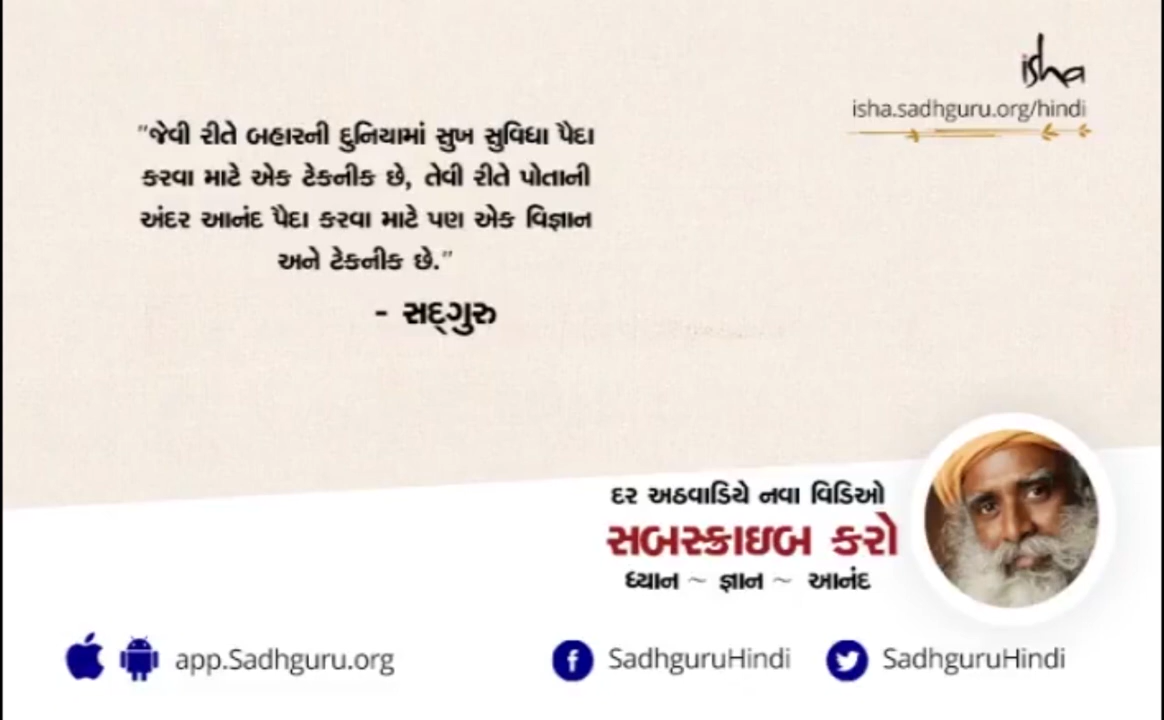 isha
isha.sadhguru.org/hindi
"જેવી રીતે બહારની દુનિયામાં સુખ સુવિધા પૈદા
કરવા માટે એક ટેકનીક છે, તેવી રીતે પોતાની
અંદર આનંદ પૈદા કરવા માટે પણ એક વિજ્ઞાન
અને ટેકનીક છે."
- સદ્‌ગુરુ
દર અઠવાડિયે નવા વિડિઓ
સબસ્ક્રાઇબ કરો
ધ્યાન ~ જ્ઞાન ~ આનંદ
app.Sadhguru.org
SadhguruHindi
SadhguruHindi